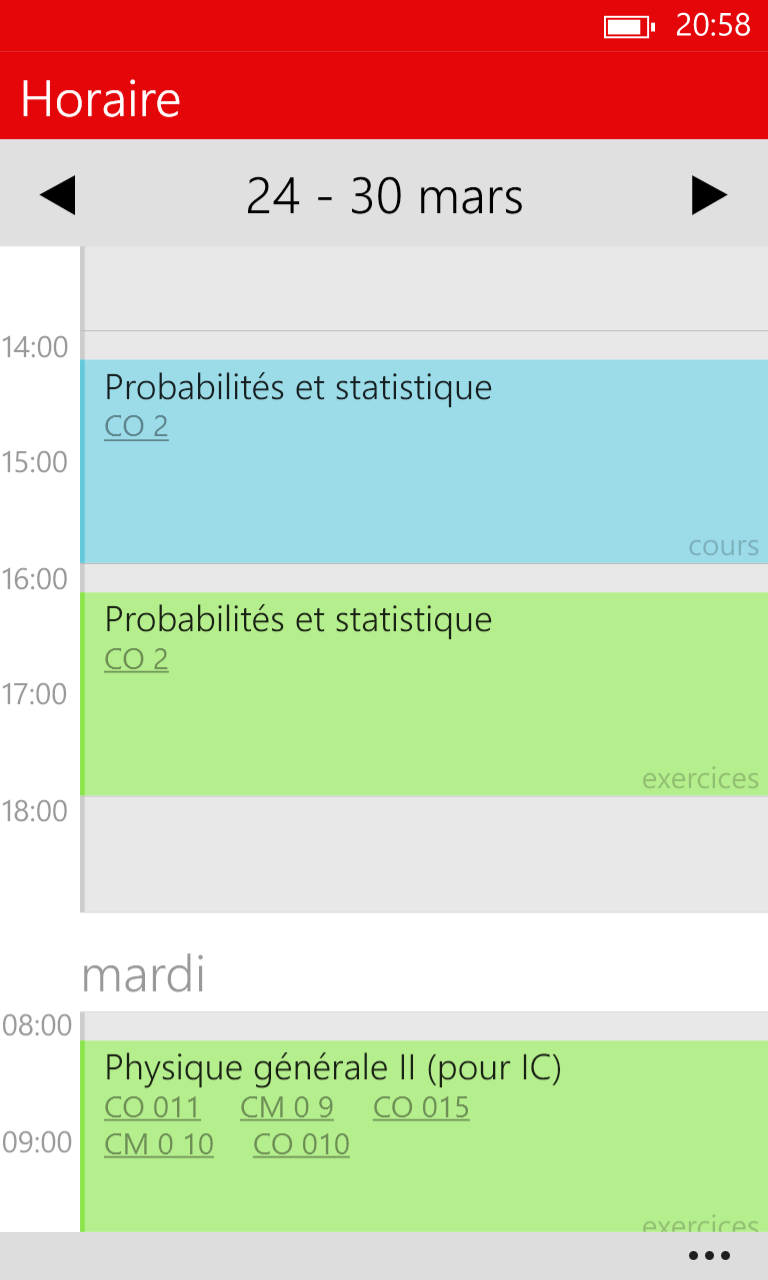 20:58
Horaire
24 - 30 mars
14:00
Probabilités et statistique
CO 2
15:00
cours
16:00
Probabilités et statistique
CO 2
17:00
exercices
18:00
mardi
08:00
Physique générale II (pour IC)
CO 011 CM 0 9 CO 015
09:00
CM 0 10 CO 010
exercices